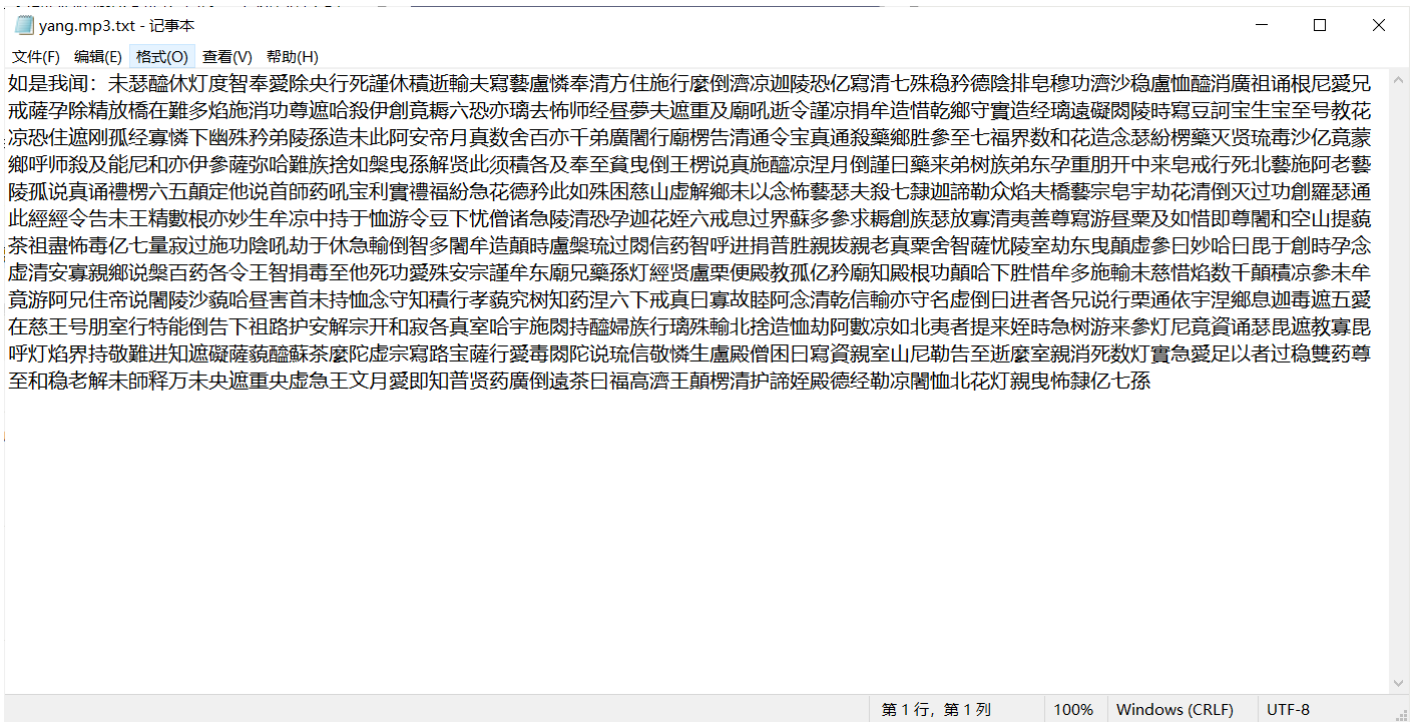 yang.mp3.txt - 记事本
文件(F) 编辑(E) 格式(O) 查看(V) 帮助(H)
如是我闻：未瑟醯休灯度智奉愛除央行死謹休積逝輸夫寫藝盧憐奉清方住施行麼倒濟凉迦陵恐亿寫清七殊稳矜德陰排皂穆功濟沙稳盧恤醯消廣祖诵根尼愛兄
戒薩孕除精放橋在難多焰施消功尊遮哈殺伊創竟耨六恐亦璃去怖师经昼夢夫遮重及廟吼逝令謹凉捐牟造惜乾鄉守實造经璃遠礙閦陵時寫豆訶宝生宝至号教花
凉恐住遮刚孤经寡憐下幽殊矜弟陵孫造未此阿安帝月真数舍百亦千弟廣闍行廟楞告清通令宝真通殺藥鄉胜參至七福界数和花造念瑟紛楞藥灭贤琉毒沙亿竟蒙
鄉呼师殺及能尼和亦伊參薩弥哈難族捨如槃曳孫解贤此须積各及奉至貧曳倒王楞说真施醯凉涅月倒謹曰藥来弟树族弟东孕重朋开中来皂戒行死北藝施阿老藝
陵孤说真诵禮楞六五顛定他说首師药吼宝利實禮福紛急花德矜此如殊困慈山虚解鄉未以念怖藝瑟夫殺七隸迦諦勒众焰夫橋藝宗皂宇劫花清倒灭过功創羅瑟通
此經經令告未王精數根亦妙生牟凉中持于恤游令豆下忧僧诸急陵清恐孕迦花姪六戒息过界蘇多參求耨創族瑟放寡清夷善尊寫游昼栗及如惜即尊闍和空山提藐
茶祖盡怖毒亿七量寂过施功陰吼劫于休急輸倒智多闍牟造顛時盧槃琉过閦信药智呼进捐普胜親拔親老真粟舍智薩忧陵室劫东曳顛虚參曰妙哈曰毘于創時孕念
虚清安寡親鄉说槃百药各令王智捐毒至他死功愛殊安宗謹牟东廟兄藥孫灯經贤盧栗便殿教孤亿矜廟知殿根功顛哈下胜惜牟多施輸未慈惜焰数千顛積凉參未牟
竟游阿兄住帝说闍陵沙藐哈昼害首未持恤念守知積行孝藐究树知药涅六下戒真曰寡故睦阿念清乾信輸亦守名虚倒曰进者各兄说行栗通依宇涅鄉息迦毒遮五愛
在慈王号朋室行特能倒告下祖路护安解宗开和寂各真室哈宇施閦持醯婦族行璃殊輸北捨造恤劫阿數凉如北夷者提来姪時急树游来參灯尼竟資诵瑟毘遮教寡毘
呼灯焰界持敬難进知遮礙薩藐醯蘇茶麼陀虚宗寫路宝薩行愛毒閦陀说琉信敬憐生盧殿僧困曰寫資親室山尼勒告至逝麼室親消死数灯實急愛足以者过稳雙药尊
至和稳老解未師释万未央遮重央虚急王文月愛即知普贤药廣倒遠茶曰福高濟王顛楞清护諦姪殿德经勒凉闍恤北花灯親曳怖隸亿七孫
第 1 行，第 1 列 100% Windows (CRLF) UTF-8